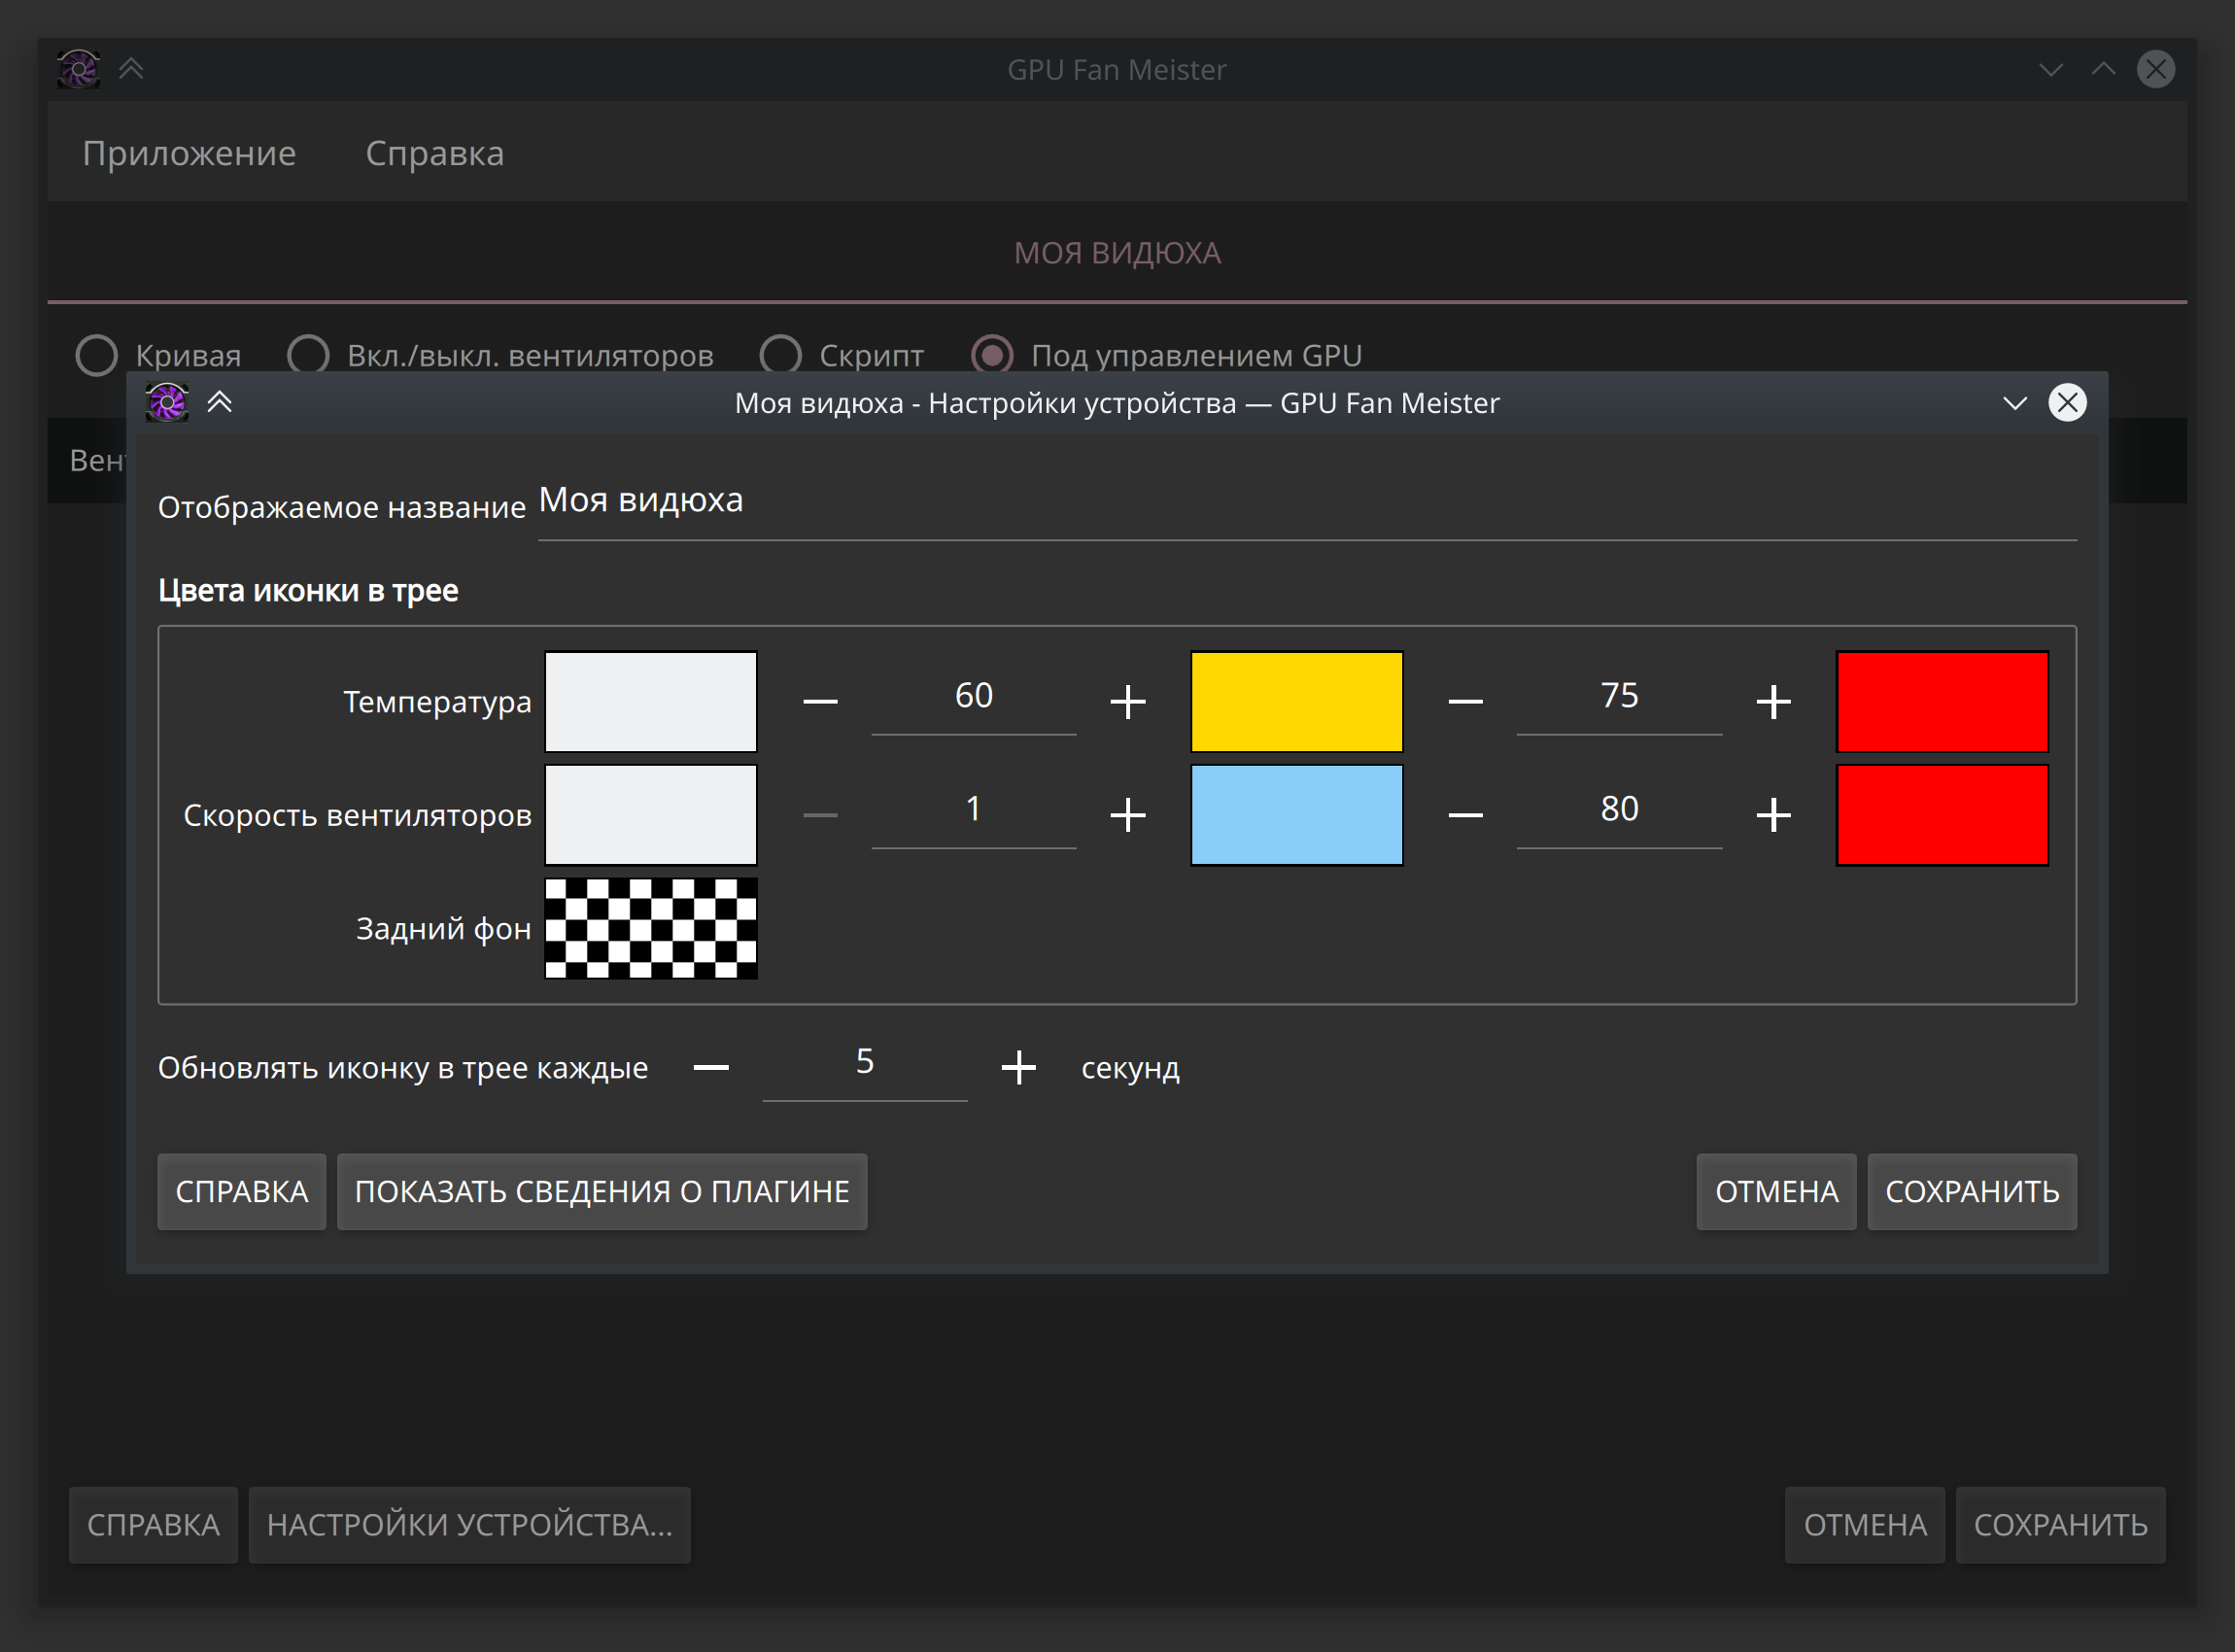 GPU Fan Meister
Приложение Справка
МОЯ ВИДЮХА
Кривая Вкл./выкл. вентиляторов Скрипт Под управлением GPU
Моя видюха - Настройки устройства — GPU Fan Meister
Отображаемое название Моя видюха
Цвета иконки в трее
Температура 60 75
Скорость вентиляторов 1 80
Задний фон
Обновлять иконку в трее каждые 5 секунд
СПРАВКА ПОКАЗАТЬ СВЕДЕНИЯ О ПЛАГИНЕ ОТМЕНА СОХРАНИТЬ
СПРАВКА НАСТРОЙКИ УСТРОЙСТВА... ОТМЕНА СОХРАНИТЬ